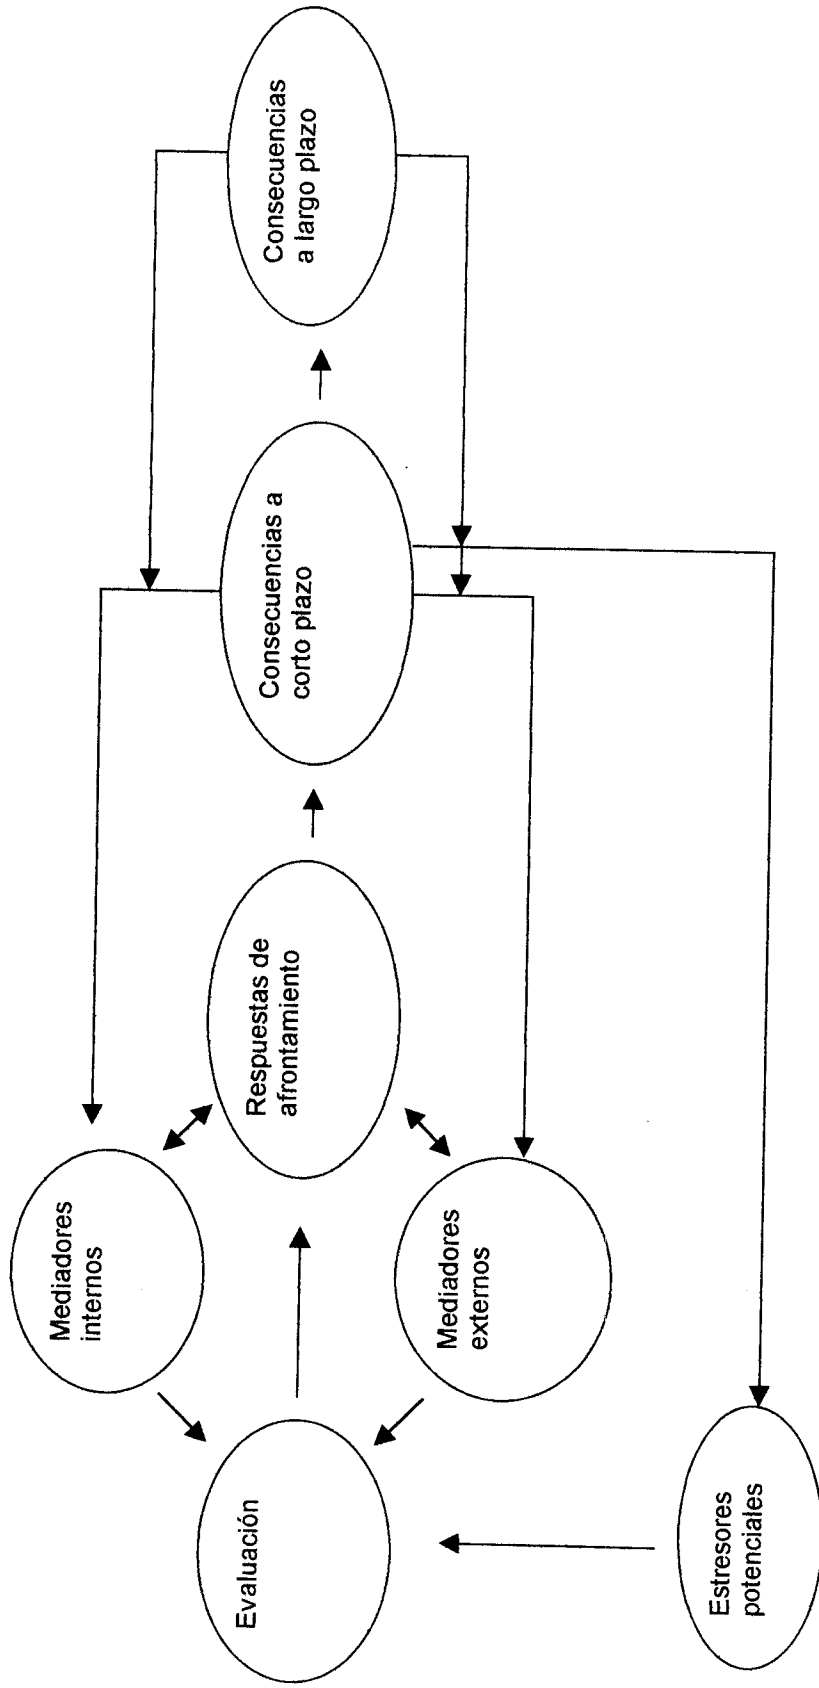 Mediadores
internos
Evaluación
Respuestas de
afrontamiento
Consecuencias a
corto plazo
Consecuencias
a largo plazo
Mediadores
externos
Estresores
potenciales